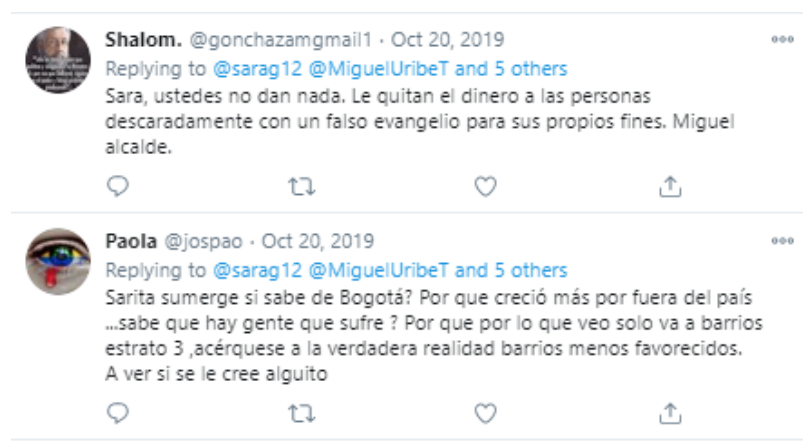 Shalom. @gonchazamgmail1 · Oct 20, 2019
Replying to @sarag12 @MiguelUribeT and 5 others
Sara, ustedes no dan nada. Le quitan el dinero a las personas
descaradamente con un falso evangelio para sus propios fines. Miguel
alcalde.
Paola @jospao · Oct 20, 2019
Replying to @sarag12 @MiguelUribeT and 5 others
Sarita sumerge si sabe de Bogotá? Por que creció más por fuera del país
...sabe que hay gente que sufre ? Por que por lo que veo solo va a barrios
estrato 3 ,acérquese a la verdadera realidad barrios menos favorecidos.
A ver si se le cree alguito